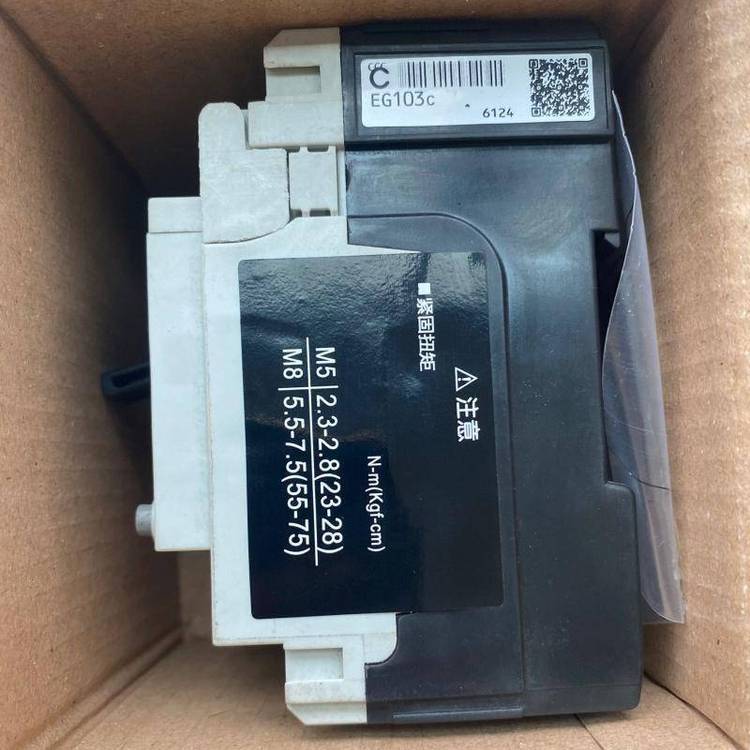 C
EG103c
6124
⚠注意
■紧固扭矩
N-m(Kgf-cm)
M5 | 2.3-2.8(23-28)
M8 | 5.5-7.5(55-75)